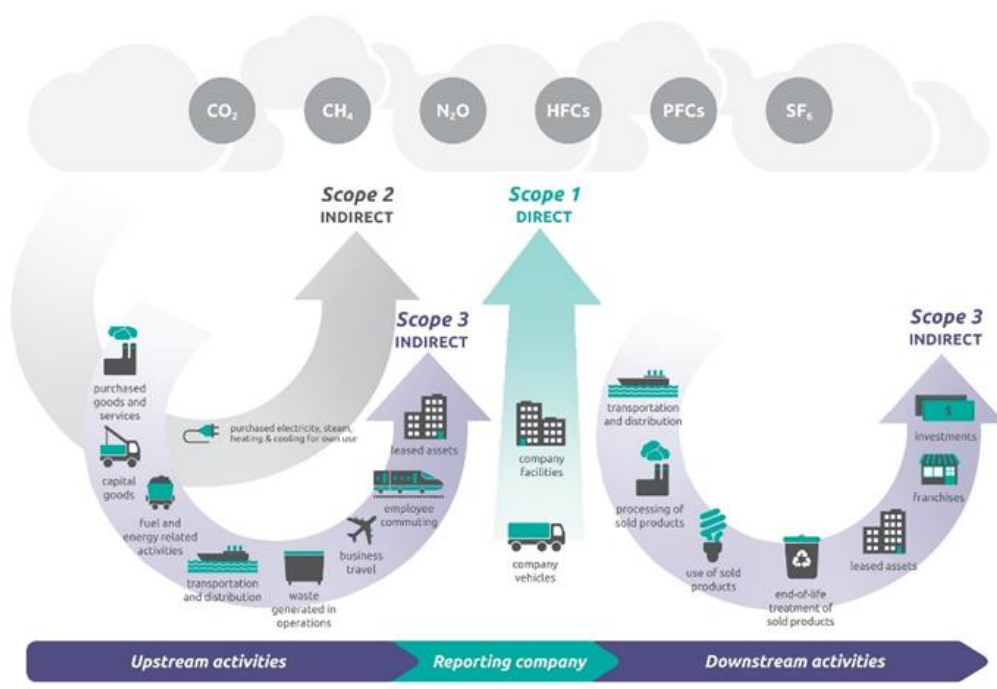 CO₂
CH₄
N₂O
HFCs
PFCs
SF₆
Scope 2
INDIRECT
Scope 1
DIRECT
Scope 3
INDIRECT
Scope 3
INDIRECT
purchased
goods and
services
capital
goods
fuel and
energy related
activities
purchased electricity, steam,
heating & cooling for own use
transportation
and distribution
waste
generated in
operations
business
travel
employee
commuting
leased assets
company
facilities
company
vehicles
transportation
and distribution
processing of
sold products
use of sold
products
end-of-life
treatment of
sold products
leased assets
franchises
$
investments
Upstream activities
Reporting company
Downstream activities